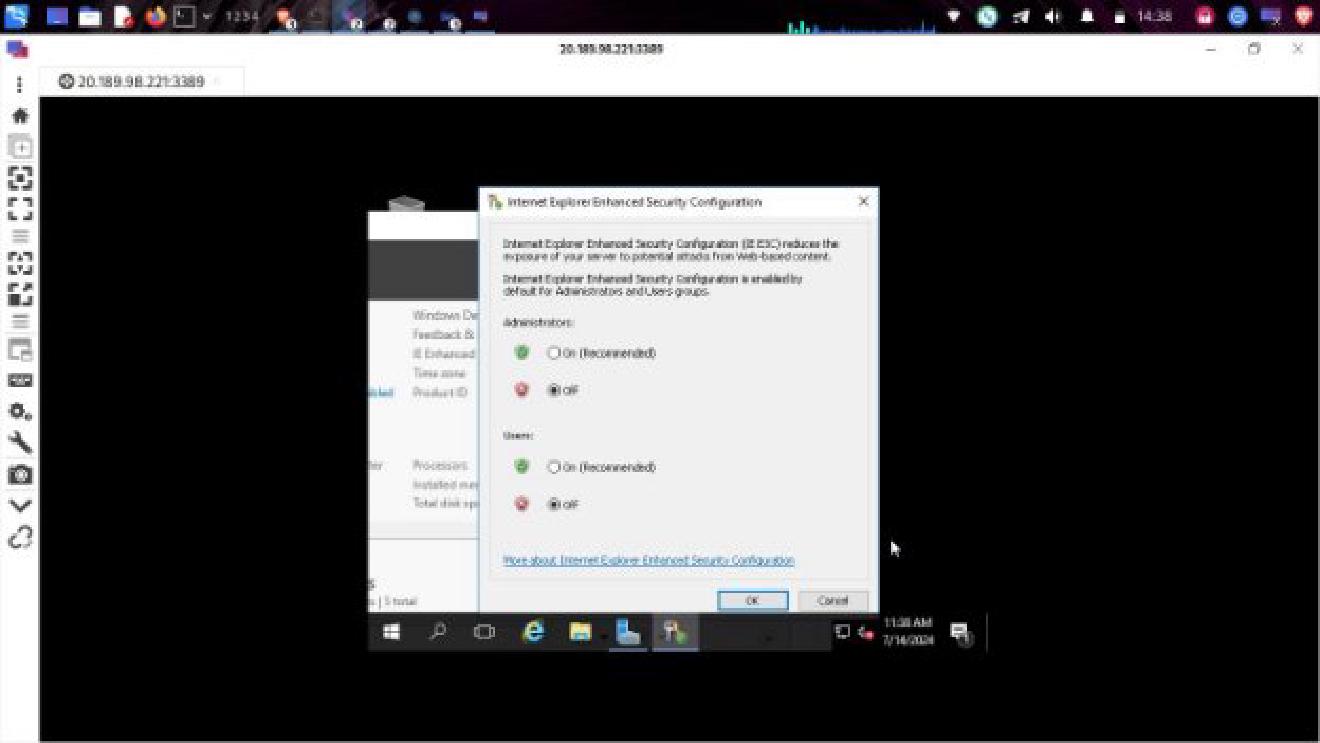 1234
14:38
20.189.98.221:3389
20.189.98.221:3389
Internet Explorer Enhanced Security Configuration
Internet Explorer Enhanced Security Configuration (IE ESC) reduces the
exposure of your server to potential attacks from Web-based content.
Internet Explorer Enhanced Security Configuration is enabled by
default for Administrators and Users groups.
Administrators:
On (Recommended)
Off
Users:
On (Recommended)
Off
More about Internet Explorer Enhanced Security Configuration
OK
Cancel
Windows De
Feedback &
IE Enhanced
Time zone
Product ID
Processors
Installed me
Total disk sp
| 5 total
11:38 AM
7/14/2024